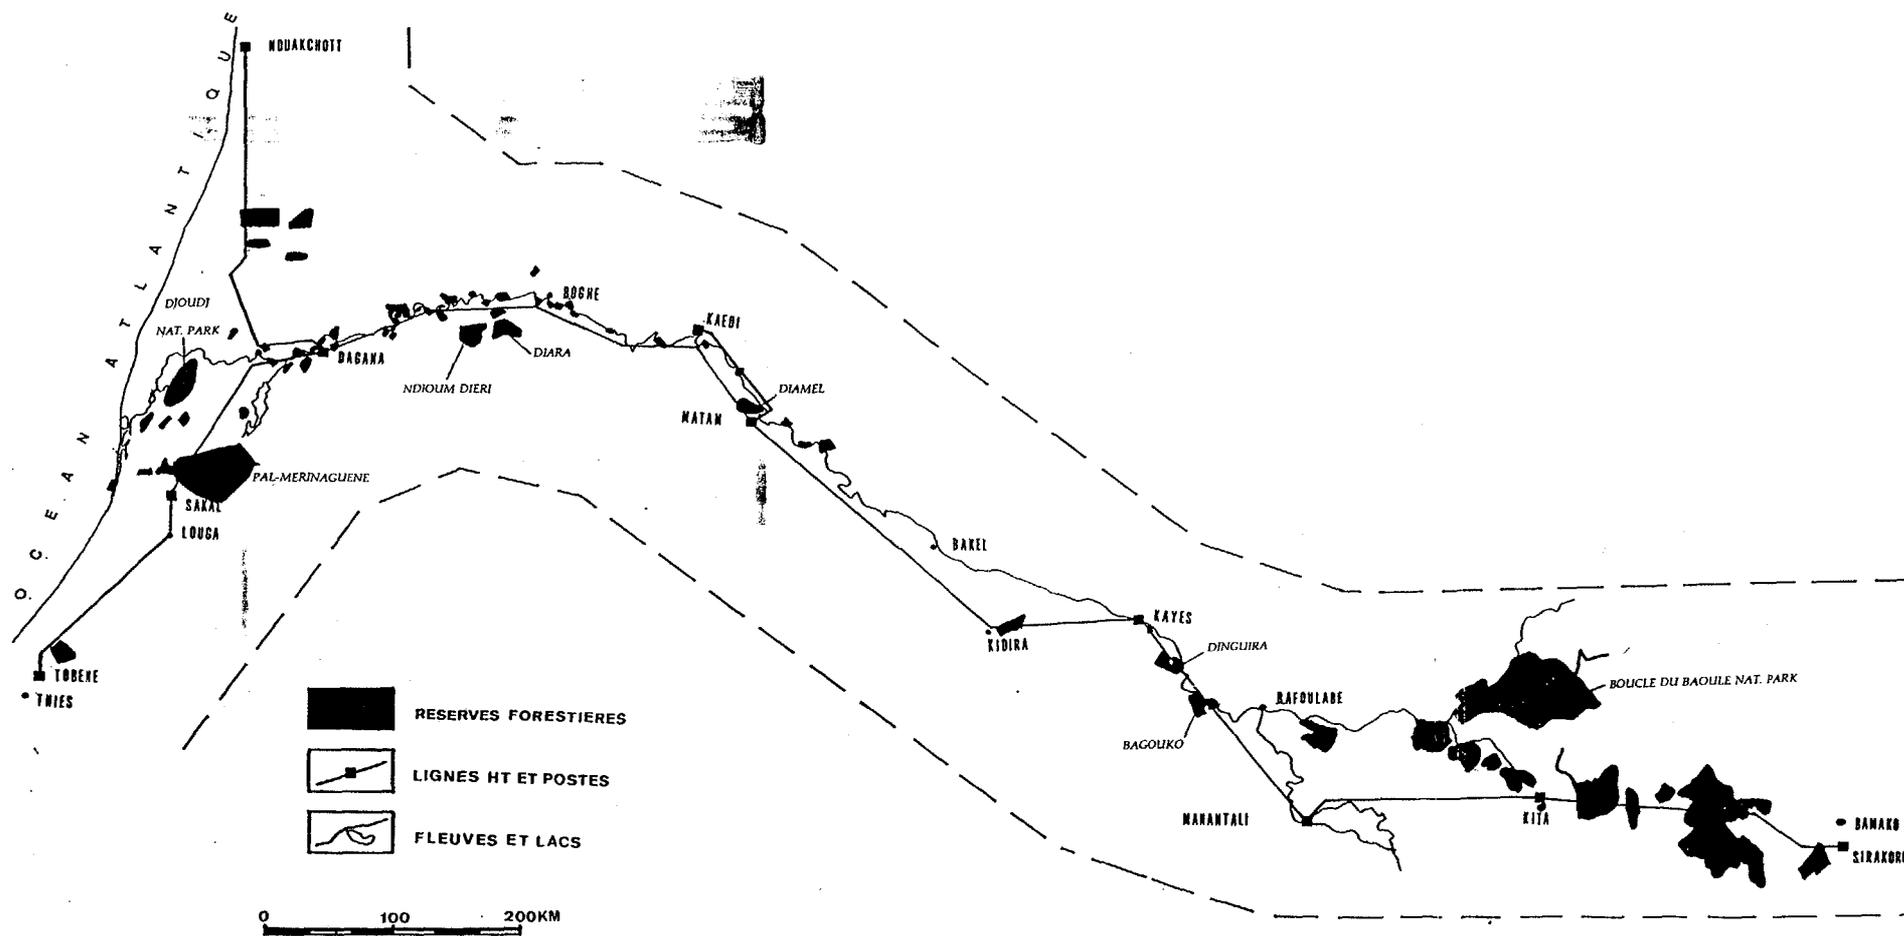 OCEAN ATLANTIQUE
NOUAKCHOTT
DJOUDJ
NAT. PARK
DAGANA
BOGHE
KAEDI
DIARA
NDIOUM DIERI
DIAMEL
MATAM
PAL-MERINAGUENE
SAKAL
LOUGA
BAKEL
KAYES
KIDIRA
DINGUIRA
TOBENE
THIES
BAFOULABE
BOUCLE DU BAOULE NAT. PARK
BAGOUKO
RESERVES FORESTIERES
LIGNES HT ET POSTES
MANANTALI
KITA
BAMAKO
FLEUVES ET LACS
0 100 200KM